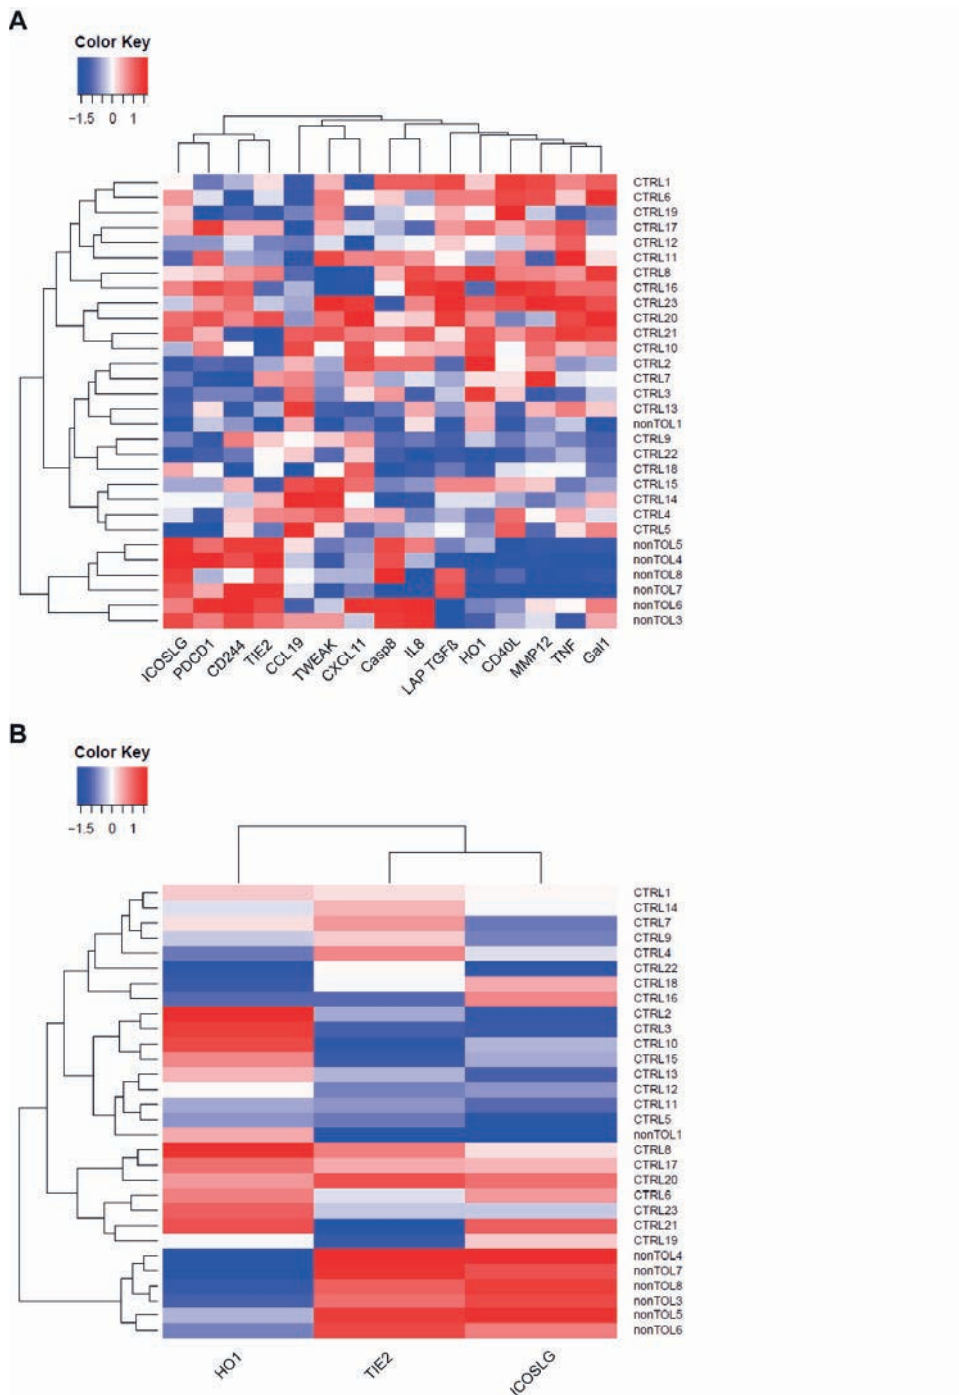 A
Color Key
−1.5 0 1
CTRL1
CTRL6
CTRL19
CTRL17
CTRL12
CTRL11
CTRL8
CTRL16
CTRL23
CTRL20
CTRL21
CTRL10
CTRL2
CTRL7
CTRL3
CTRL13
nonTOL1
CTRL9
CTRL22
CTRL18
CTRL15
CTRL14
CTRL4
CTRL5
nonTOL5
nonTOL4
nonTOL8
nonTOL7
nonTOL6
nonTOL3
ICOSLG PDCD1 CD244 TIE2 CCL19 TWEAK CXCL11 Casp8 IL8 LAP TGFß HO1 CD40L MMP12 TNF Gal1
B
Color Key
−1.5 0 1
CTRL1
CTRL14
CTRL7
CTRL9
CTRL4
CTRL22
CTRL18
CTRL16
CTRL2
CTRL3
CTRL10
CTRL15
CTRL13
CTRL12
CTRL11
CTRL5
nonTOL1
CTRL8
CTRL17
CTRL20
CTRL6
CTRL23
CTRL21
CTRL19
nonTOL4
nonTOL7
nonTOL8
nonTOL3
nonTOL5
nonTOL6
HO1 TIE2 ICOSLG